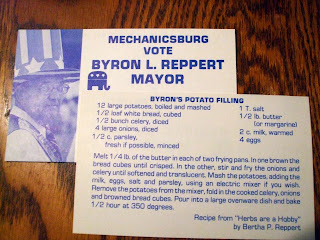 MECHANICSBURG
VOTE
BYRON L. REPPERT
MAYOR
BYRON'S POTATO FILLING
12 large potatoes, boiled and mashed
1/2 loaf white bread, cubed
1/2 bunch celery, diced
4 large onions, diced
1/2 c. parsley,
fresh if possible, minced
1 T. salt
1/2 lb. butter
(or margarine)
2 c. milk, warmed
4 eggs
Melt 1/4 lb. of the butter in each of two frying pans. In one brown the
bread cubes until crisped. In the other, stir and fry the onions and
celery until softened and translucent. Mash the potatoes, adding the
milk, eggs, salt and parsley, using an electric mixer if you wish.
Remove the potatoes from the mixer, fold in the cooked celery, onions
and browned bread cubes. Pour into a large ovenware dish and bake
1/2 hour at 350 degrees.
Recipe from "Herbs are a Hobby"
by Bertha P. Reppert